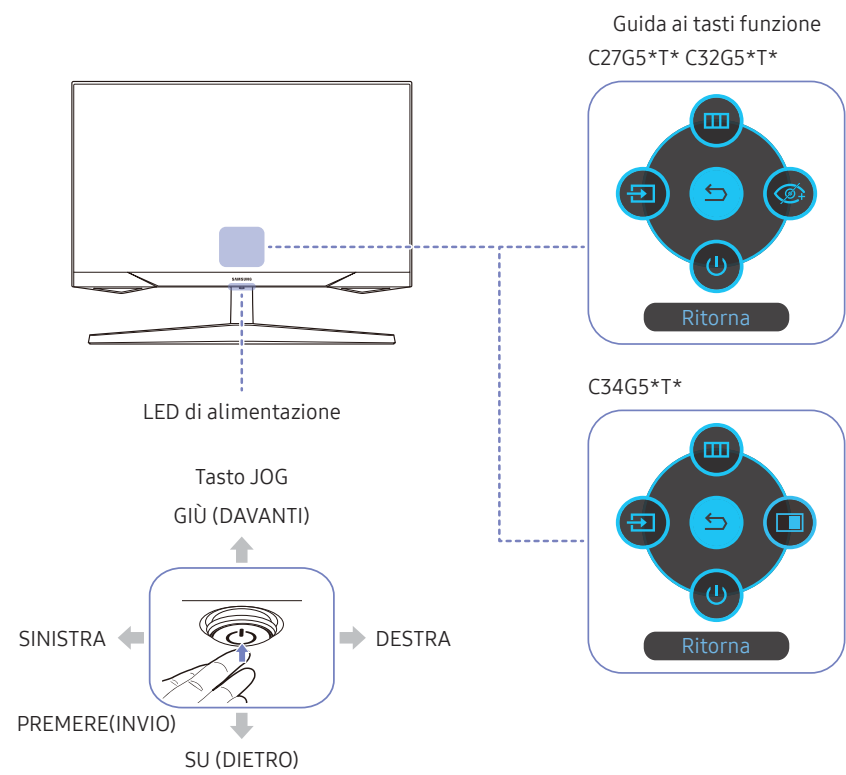 Guida ai tasti funzione
C27G5*T* C32G5*T*
SAMSUNG
Ritorna
LED di alimentazione
C34G5*T*
Ritorna
Tasto JOG
GIÙ (DAVANTI)
SINISTRA
DESTRA
PREMERE(INVIO)
SU (DIETRO)